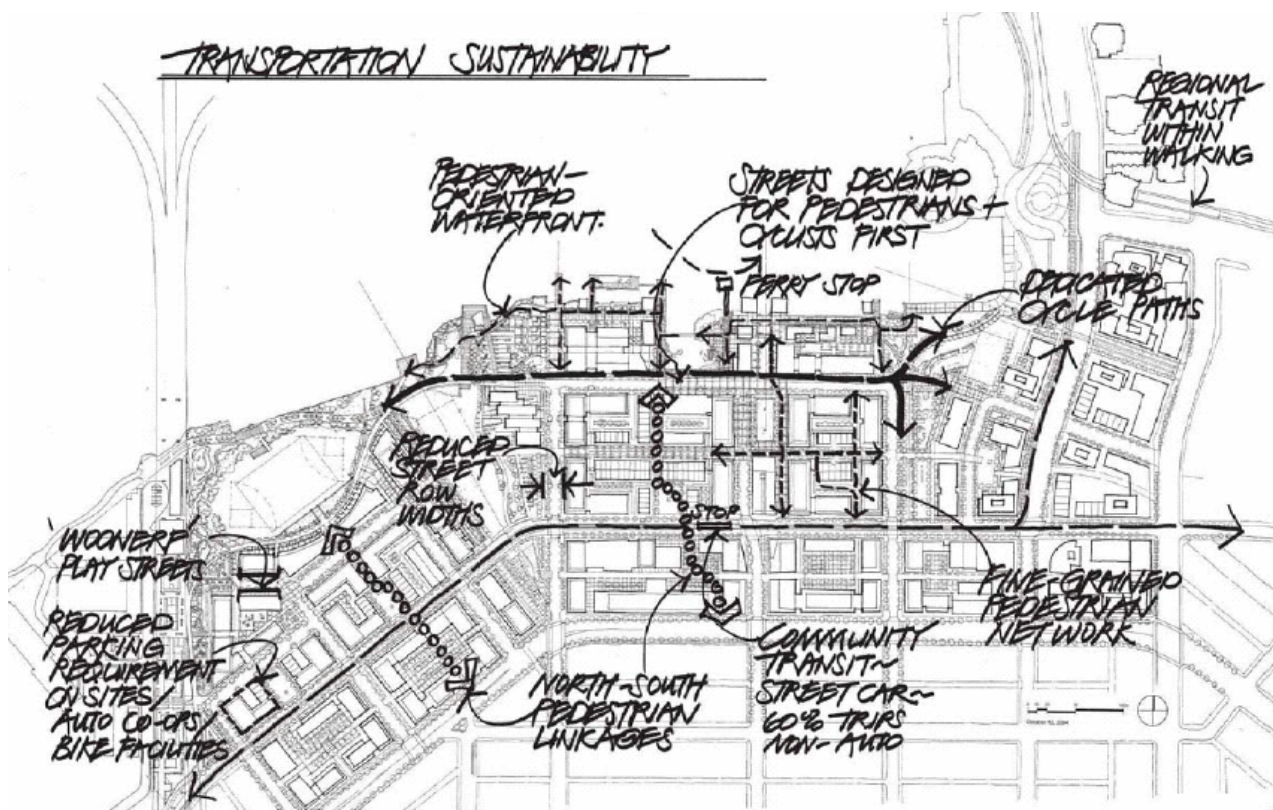 TRANSPORTATION SUSTAINABILITY
REGIONAL
TRANSIT
WITHIN
WALKING
PEDESTRIAN-
ORIENTED
WATERFRONT.
STREETS DESIGNED
FOR PEDESTRIANS +
CYCLISTS FIRST
FERRY STOP
DEDICATED
CYCLE PATHS
REDUCED
STREET
ROW
WIDTHS
STOP
WOONERF
PLAY STREETS
REDUCED
PARKING
REQUIREMENT
ON SITES/
AUTO CO-OPS/
BIKE FACILITIES
NORTH-SOUTH
PEDESTRIAN
LINKAGES
COMMUNITY
TRANSIT~
STREET CAR~
60% TRIPS
NON-AUTO
FINE-GRAINED
PEDESTRIAN
NETWORK